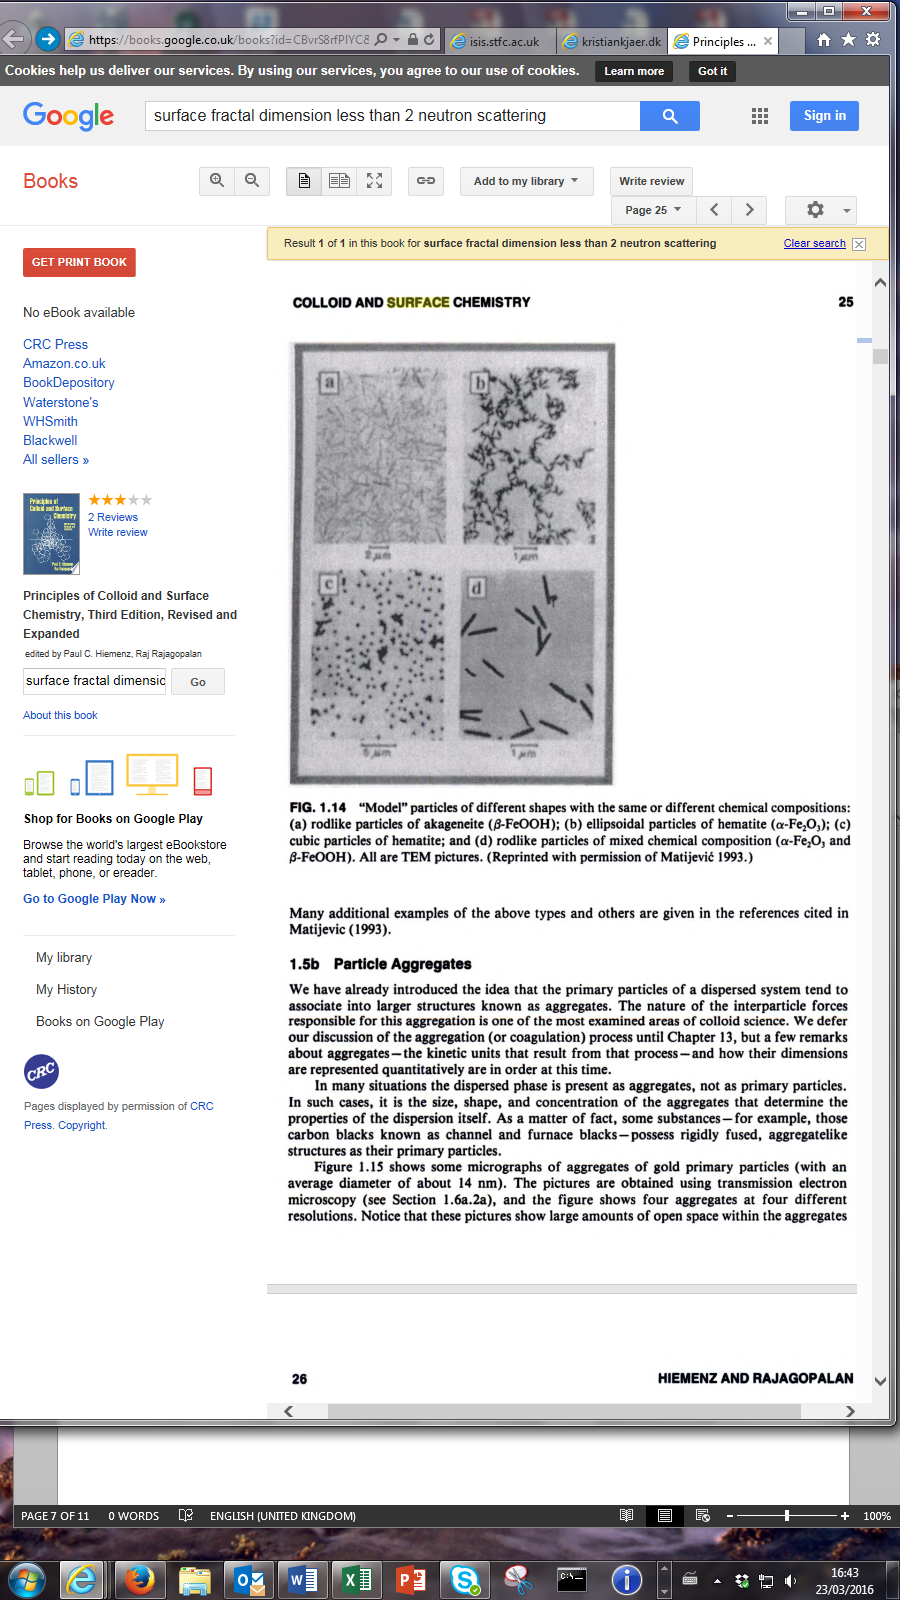 https://books.google.co.uk/books?id=CBvrS8rfPIYC&
isis.stfc.ac.uk
kristiankjaer.dk
Principles ...
Cookies help us deliver our services. By using our services, you agree to our use of cookies.
Learn more
Got it
Google
surface fractal dimension less than 2 neutron scattering
Sign in
Books
Add to my library
Write review
Page 25
Result 1 of 1 in this book for surface fractal dimension less than 2 neutron scattering
Clear search
GET PRINT BOOK
No eBook available
CRC Press
Amazon.co.uk
BookDepository
Waterstone's
WHSmith
Blackwell
All sellers »
Principles of
Colloid and Surface
Chemistry
2 Reviews
Write review
Principles of Colloid and Surface
Chemistry, Third Edition, Revised and
Expanded
edited by Paul C. Hiemenz, Raj Rajagopalan
surface fractal dimensio
Go
About this book
Shop for Books on Google Play
Browse the world's largest eBookstore
and start reading today on the web,
tablet, phone, or ereader.
Go to Google Play Now »
My library
My History
Books on Google Play
CRC
Pages displayed by permission of CRC
Press. Copyright.
COLLOID AND SURFACE CHEMISTRY
25
a
b
2 μm
1 μm
c
d
5 μm
1 μm
FIG. 1.14 "Model" particles of different shapes with the same or different chemical compositions:
(a) rodlike particles of akageneite (β-FeOOH); (b) ellipsoidal particles of hematite (α-Fe₂O₃); (c)
cubic particles of hematite; and (d) rodlike particles of mixed chemical composition (α-Fe₂O₃ and
β-FeOOH). All are TEM pictures. (Reprinted with permission of Matijević 1993.)
Many additional examples of the above types and others are given in the references cited in
Matijevic (1993).
1.5b Particle Aggregates
We have already introduced the idea that the primary particles of a dispersed system tend to
associate into larger structures known as aggregates. The nature of the interparticle forces
responsible for this aggregation is one of the most examined areas of colloid science. We defer
our discussion of the aggregation (or coagulation) process until Chapter 13, but a few remarks
about aggregates—the kinetic units that result from that process—and how their dimensions
are represented quantitatively are in order at this time.
In many situations the dispersed phase is present as aggregates, not as primary particles.
In such cases, it is the size, shape, and concentration of the aggregates that determine the
properties of the dispersion itself. As a matter of fact, some substances—for example, those
carbon blacks known as channel and furnace blacks—possess rigidly fused, aggregatelike
structures as their primary particles.
Figure 1.15 shows some micrographs of aggregates of gold primary particles (with an
average diameter of about 14 nm). The pictures are obtained using transmission electron
microscopy (see Section 1.6a.2a), and the figure shows four aggregates at four different
resolutions. Notice that these pictures show large amounts of open space within the aggregates
26
HIEMENZ AND RAJAGOPALAN
PAGE 7 OF 11
0 WORDS
ENGLISH (UNITED KINGDOM)
100%
16:43
23/03/2016